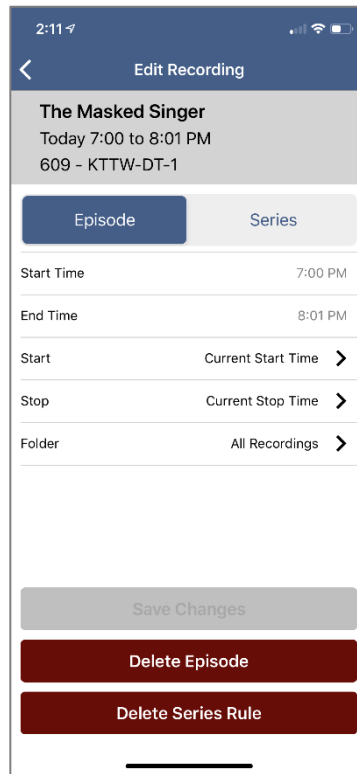 2:11
Edit Recording
The Masked Singer
Today 7:00 to 8:01 PM
609 - KTTW-DT-1
Episode Series
Start Time 7:00 PM
End Time 8:01 PM
Start Current Start Time
Stop Current Stop Time
Folder All Recordings
Save Changes
Delete Episode
Delete Series Rule